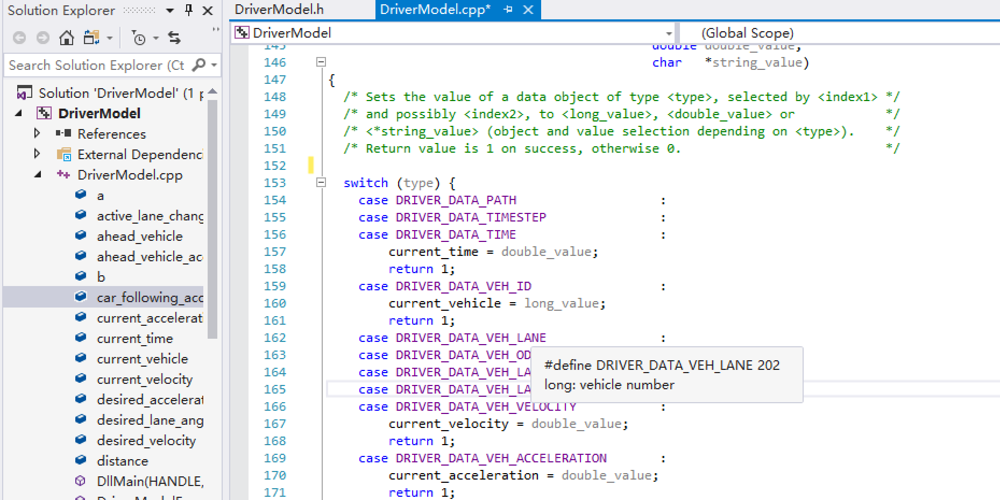 Solution Explorer
Search Solution Explorer (Ct
Solution 'DriverModel' (1 p
DriverModel
References
External Dependenci
DriverModel.cpp
a
active_lane_chang
ahead_vehicle
ahead_vehicle_ac
b
car_following_acc
current_accelerati
current_time
current_vehicle
current_velocity
desired_accelerat
desired_lane_ang
desired_velocity
distance
DllMain(HANDLE,
DriverModel.h
DriverModel.cpp*
DriverModel
(Global Scope)
145 double double_value,
146 char *string_value)
147 {
148 /* Sets the value of a data object of type <type>, selected by <index1> */
149 /* and possibly <index2>, to <long_value>, <double_value> or */
150 /* <*string_value> (object and value selection depending on <type>). */
151 /* Return value is 1 on success, otherwise 0. */
152
153 switch (type) {
154 case DRIVER_DATA_PATH :
155 case DRIVER_DATA_TIMESTEP :
156 case DRIVER_DATA_TIME :
157 current_time = double_value;
158 return 1;
159 case DRIVER_DATA_VEH_ID :
160 current_vehicle = long_value;
161 return 1;
162 case DRIVER_DATA_VEH_LANE :
163 case DRIVER_DATA_VEH_OD
164 case DRIVER_DATA_VEH_LA
165 case DRIVER_DATA_VEH_LA
166 case DRIVER_DATA_VEH_VELOCITY :
167 current_velocity = double_value;
168 return 1;
169 case DRIVER_DATA_VEH_ACCELERATION :
170 current_acceleration = double_value;
171 return 1;
#define DRIVER_DATA_VEH_LANE 202
long: vehicle number